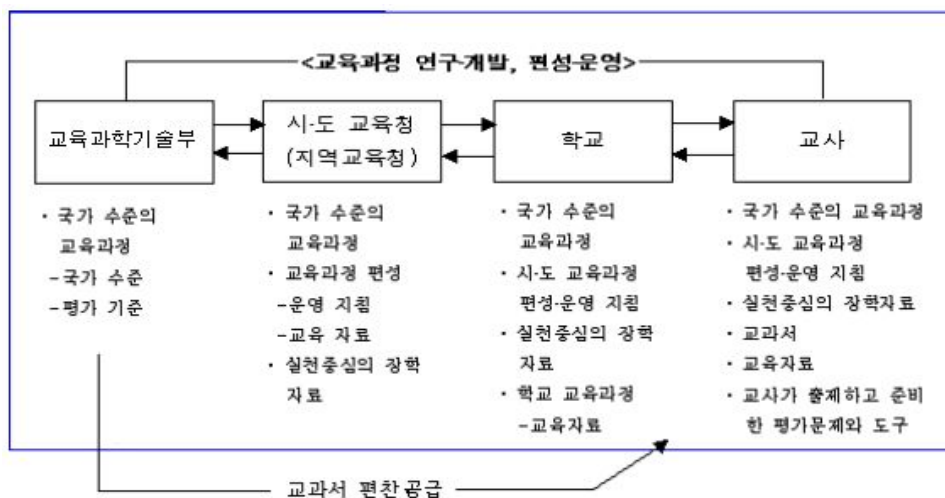 <교육과정 연구·개발, 편성·운영>
교육과학기술부
시·도 교육청
(지역교육청)
학교
교사
· 국가 수준의
교육과정
-국가 수준
-평가 기준
· 국가 수준의
교육과정
· 교육과정 편성
-운영 지침
-교육 자료
· 실천중심의 장학
자료
· 국가 수준의
교육과정
· 시·도 교육과정
편성·운영 지침
· 실천중심의 장학
자료
· 학교 교육과정
-교육자료
· 국가 수준의 교육과정
· 시·도 교육과정
편성·운영 지침
· 실천중심의 장학자료
· 교과서
· 교육자료
· 교사가 출제하고 준비
한 평가문제와 도구
교과서 편찬공급